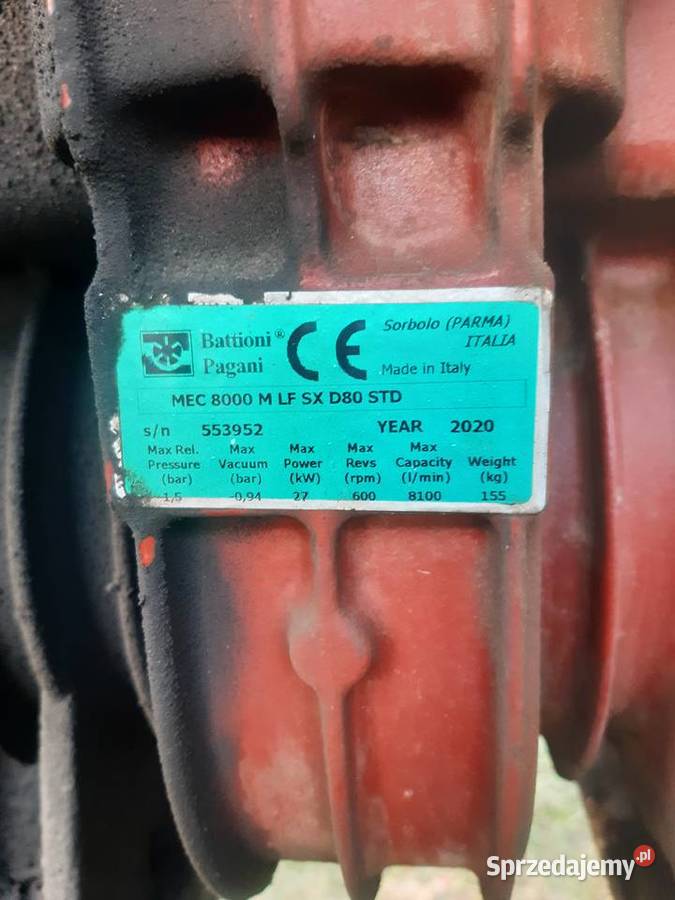 Battioni®
Pagani
CE
Sorbolo (PARMA)
ITALIA
Made in Italy
MEC 8000 M LF SX D80 STD
s/n 553952 YEAR 2020
Max Rel. Max Max Max Max
Pressure Vacuum Power Revs Capacity Weight
(bar) (bar) (kW) (rpm) (l/min) (kg)
1,5 -0,94 27 600 8100 155
Sprzedajemy.pl